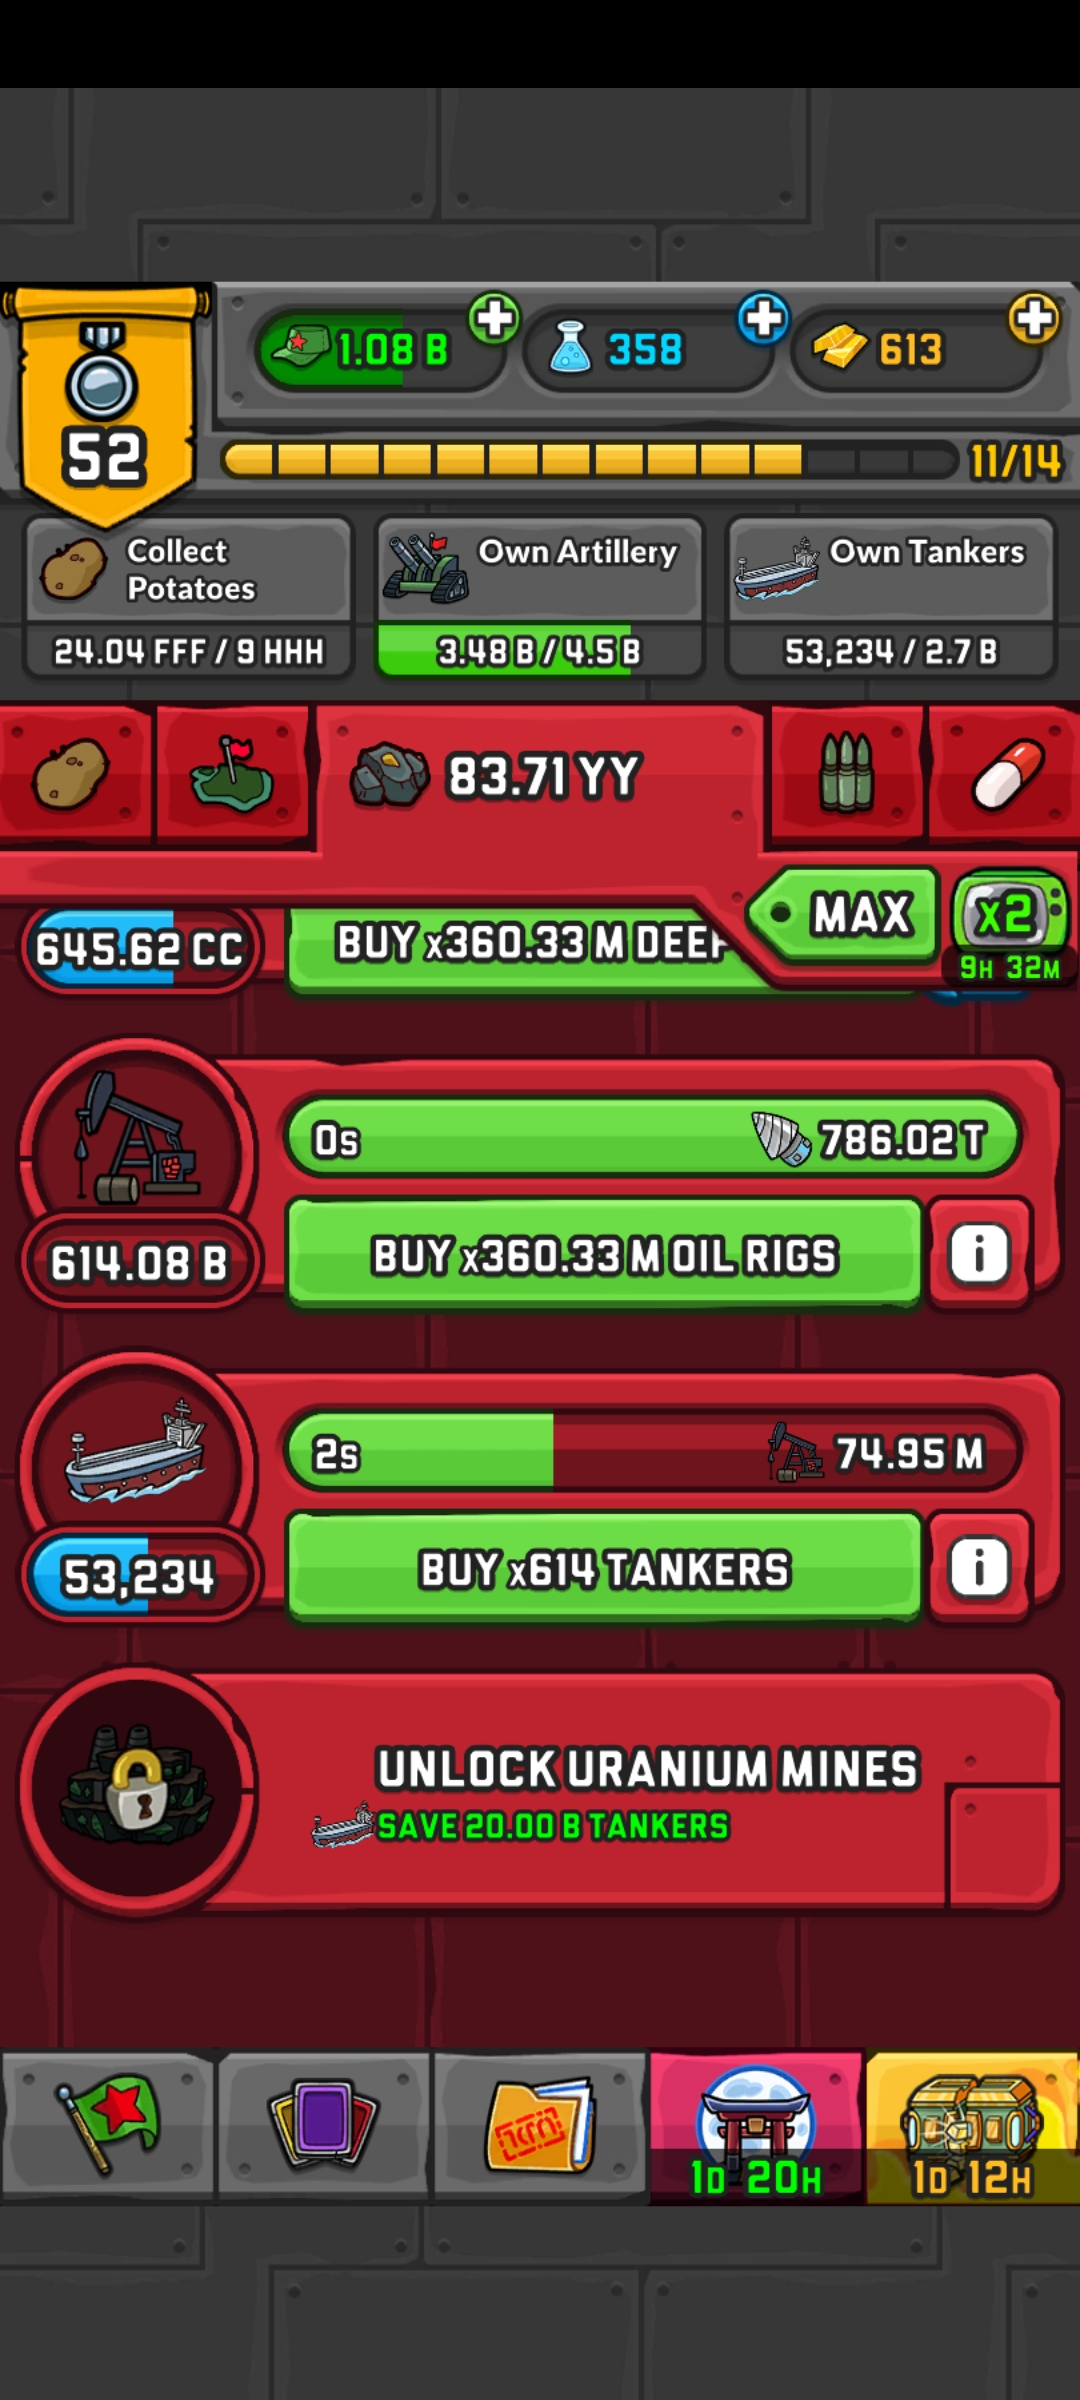 1.08 B
358
613
52
11/14
Collect
Potatoes
Own Artillery
Own Tankers
24.04 FFF / 9 HHH
3.48 B / 4.5 B
53,234 / 2.7 B
83.71 YY
MAX
x2
9H 32M
645.62 CC
BUY x360.33 M DEEP
0s
786.02 T
614.08 B
BUY x360.33 M OIL RIGS
i
2s
74.95 M
53,234
BUY x614 TANKERS
i
UNLOCK URANIUM MINES
SAVE 20.00 B TANKERS
1D 20H
1D 12H